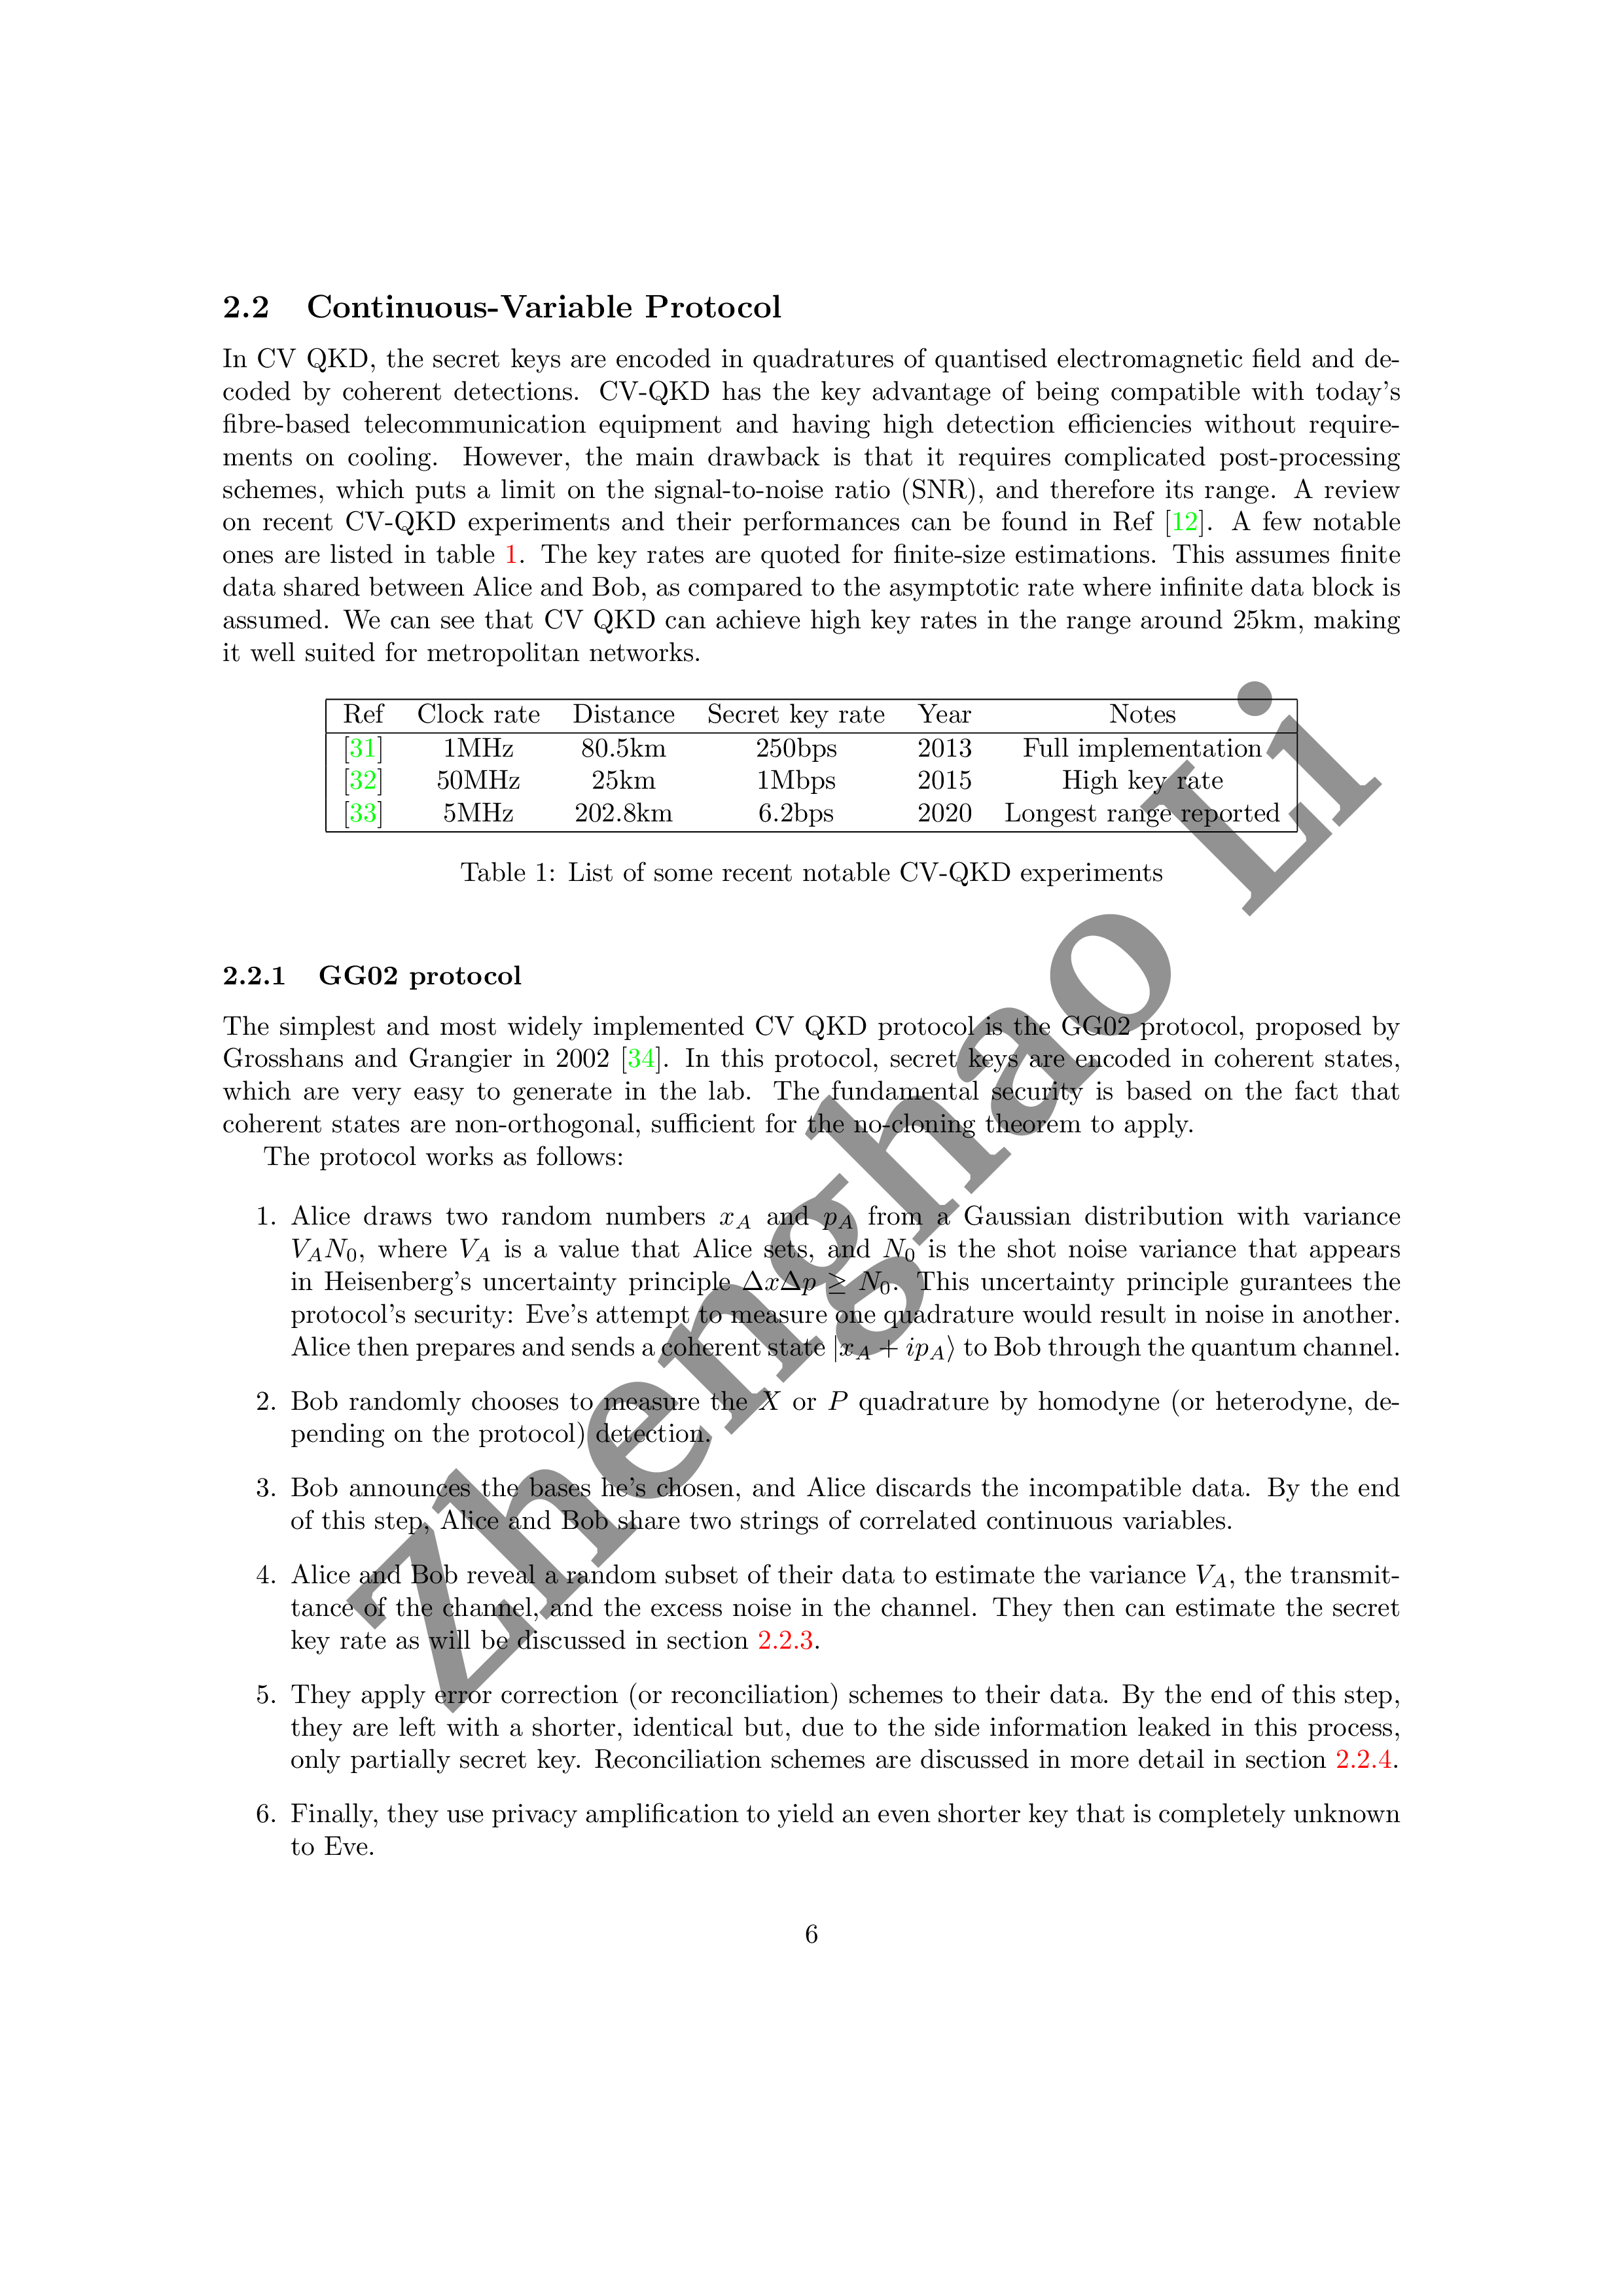 2.2 Continuous-Variable Protocol
In CV QKD, the secret keys are encoded in quadratures of quantised electromagnetic field and de-
coded by coherent detections. CV-QKD has the key advantage of being compatible with today's
fibre-based telecommunication equipment and having high detection efficiencies without require-
ments on cooling. However, the main drawback is that it requires complicated post-processing
schemes, which puts a limit on the signal-to-noise ratio (SNR), and therefore its range. A review
on recent CV-QKD experiments and their performances can be found in Ref [12]. A few notable
ones are listed in table 1. The key rates are quoted for finite-size estimations. This assumes finite
data shared between Alice and Bob, as compared to the asymptotic rate where infinite data block is
assumed. We can see that CV QKD can achieve high key rates in the range around 25km, making
it well suited for metropolitan networks.
Ref Clock rate Distance Secret key rate Year Notes
[31] 1MHz 80.5km 250bps 2013 Full implementation
[32] 50MHz 25km 1Mbps 2015 High key rate
[33] 5MHz 202.8km 6.2bps 2020 Longest range reported
Table 1: List of some recent notable CV-QKD experiments
2.2.1 GG02 protocol
The simplest and most widely implemented CV QKD protocol is the GG02 protocol, proposed by
Grosshans and Grangier in 2002 [34]. In this protocol, secret keys are encoded in coherent states,
which are very easy to generate in the lab. The fundamental security is based on the fact that
coherent states are non-orthogonal, sufficient for the no-cloning theorem to apply.
The protocol works as follows:
1. Alice draws two random numbers x_A and p_A from a Gaussian distribution with variance
V_A N_0, where V_A is a value that Alice sets, and N_0 is the shot noise variance that appears
in Heisenberg's uncertainty principle ΔxΔp ≥ N_0. This uncertainty principle gurantees the
protocol's security: Eve's attempt to measure one quadrature would result in noise in another.
Alice then prepares and sends a coherent state |x_A + ip_A⟩ to Bob through the quantum channel.
2. Bob randomly chooses to measure the X or P quadrature by homodyne (or heterodyne, de-
pending on the protocol) detection.
3. Bob announces the bases he's chosen, and Alice discards the incompatible data. By the end
of this step, Alice and Bob share two strings of correlated continuous variables.
4. Alice and Bob reveal a random subset of their data to estimate the variance V_A, the transmit-
tance of the channel, and the excess noise in the channel. They then can estimate the secret
key rate as will be discussed in section 2.2.3.
5. They apply error correction (or reconciliation) schemes to their data. By the end of this step,
they are left with a shorter, identical but, due to the side information leaked in this process,
only partially secret key. Reconciliation schemes are discussed in more detail in section 2.2.4.
6. Finally, they use privacy amplification to yield an even shorter key that is completely unknown
to Eve.
6
Zhenghao Li